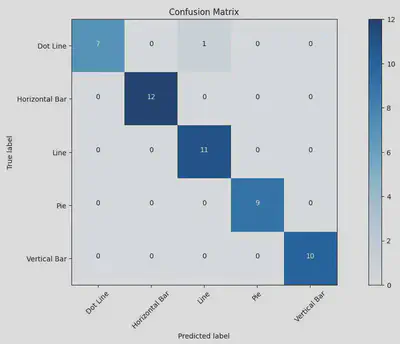 Confusion Matrix
Dot Line 7 0 1 0 0
Horizontal Bar 0 12 0 0 0
Line 0 0 11 0 0
Pie 0 0 0 9 0
Vertical Bar 0 0 0 0 10
True label
Dot Line Horizontal Bar Line Pie Vertical Bar
Predicted label
12
10
8
6
4
2
0